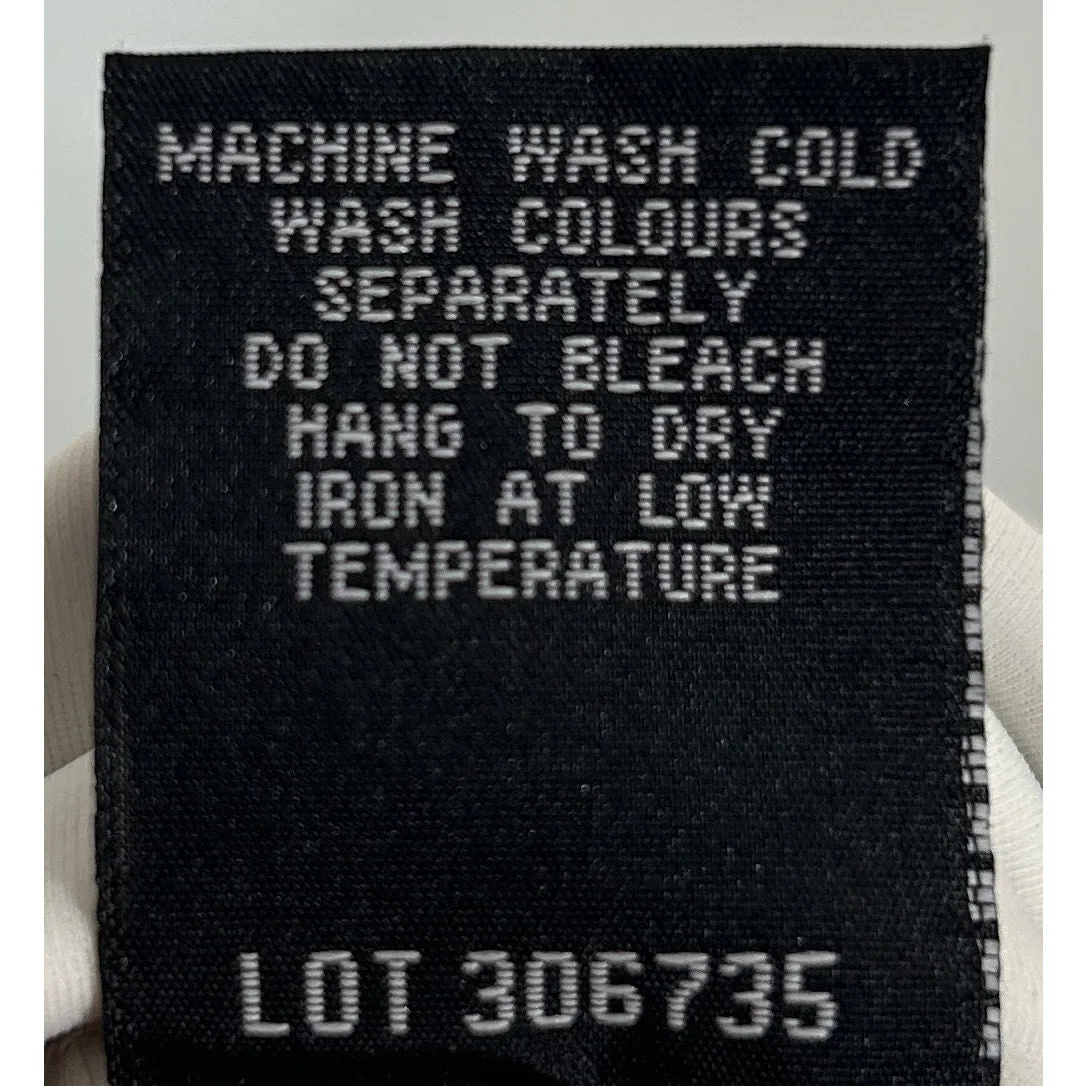 MACHINE WASH COLD
WASH COLOURS
SEPARATELY
DO NOT BLEACH
HANG TO DRY
IRON AT LOW
TEMPERATURE
LOT 306735